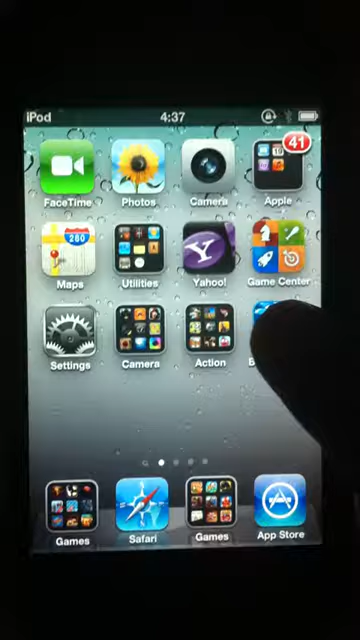 iPod 4:37
41
FaceTime Photos Camera Apple
280
Maps Utilities Yahoo! Game Center
Y
Settings Camera Action
Games Safari Games App Store